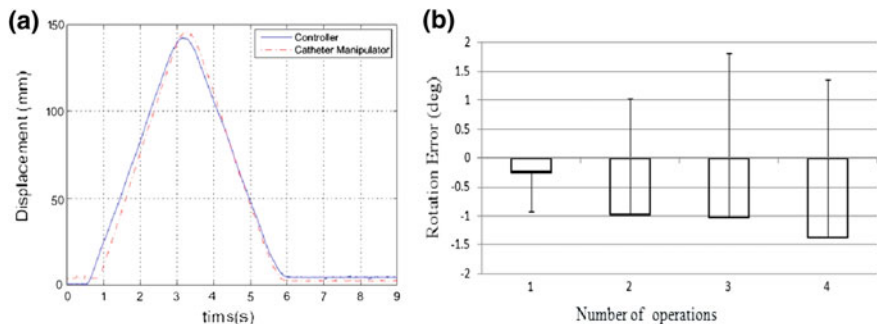 (a)
150
100
50
0
Displacement (mm)
Controller
Catheter Manipulator
0 1 2 3 4 5 6 7 8 9
tims(s)
(b)
2
1.5
1
0.5
0
-0.5
-1
-1.5
-2
Rotation Error (deg)
1 2 3 4
Number of operations